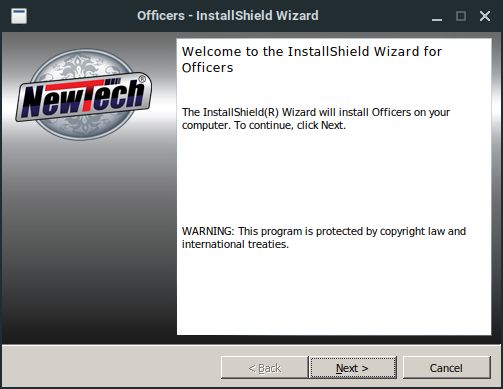 Officers - InstallShield Wizard
NewTech®
Welcome to the InstallShield Wizard for
Officers
The InstallShield(R) Wizard will install Officers on your
computer. To continue, click Next.
WARNING: This program is protected by copyright law and
international treaties.
< Back
Next >
Cancel